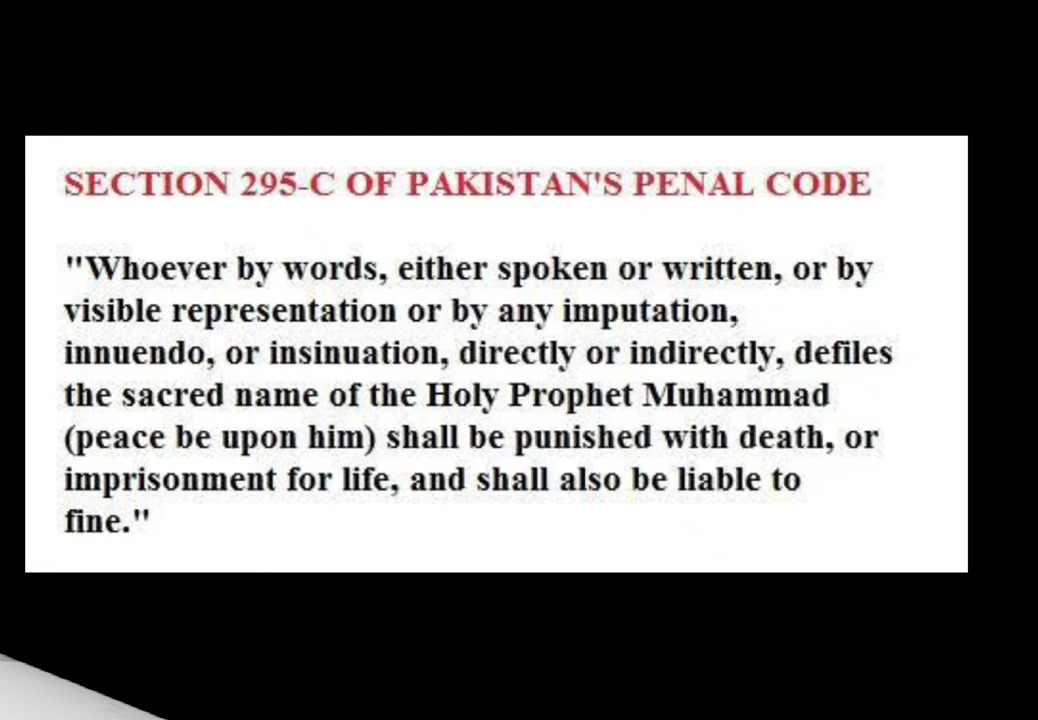 SECTION 295-C OF PAKISTAN'S PENAL CODE
"Whoever by words, either spoken or written, or by
visible representation or by any imputation,
innuendo, or insinuation, directly or indirectly, defiles
the sacred name of the Holy Prophet Muhammad
(peace be upon him) shall be punished with death, or
imprisonment for life, and shall also be liable to
fine."